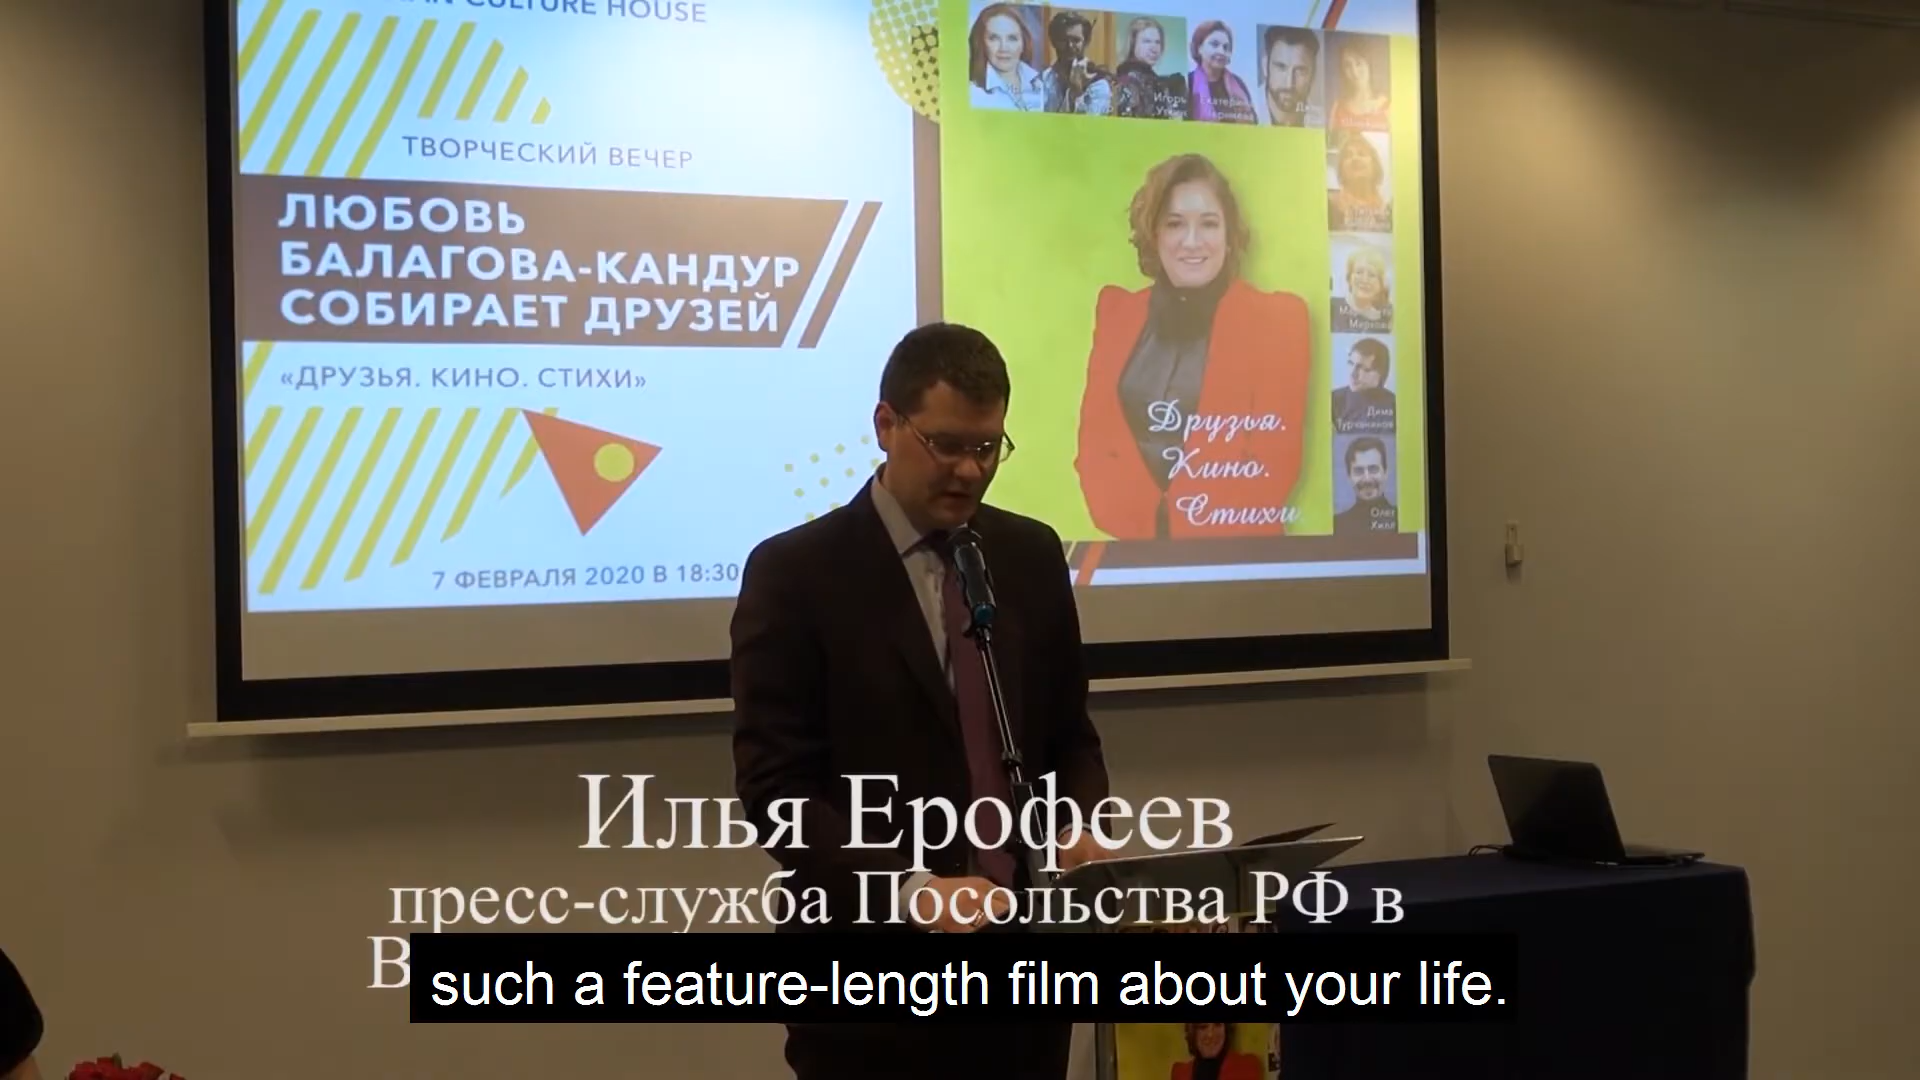 CULTURE HOUSE
ТВОРЧЕСКИЙ ВЕЧЕР
ЛЮБОВЬ
БАЛАГОВА-КАНДУР
СОБИРАЕТ ДРУЗЕЙ
«ДРУЗЬЯ. КИНО. СТИХИ»
7 ФЕВРАЛЯ 2020 В 18:30
Игорь
Екатерина
Дима
Турчанинов
Олег
Хилл
Друзья.
Кино.
Стихи.
Илья Ерофеев
пресс-служба Посольства РФ в
В
such a feature-length film about your life.